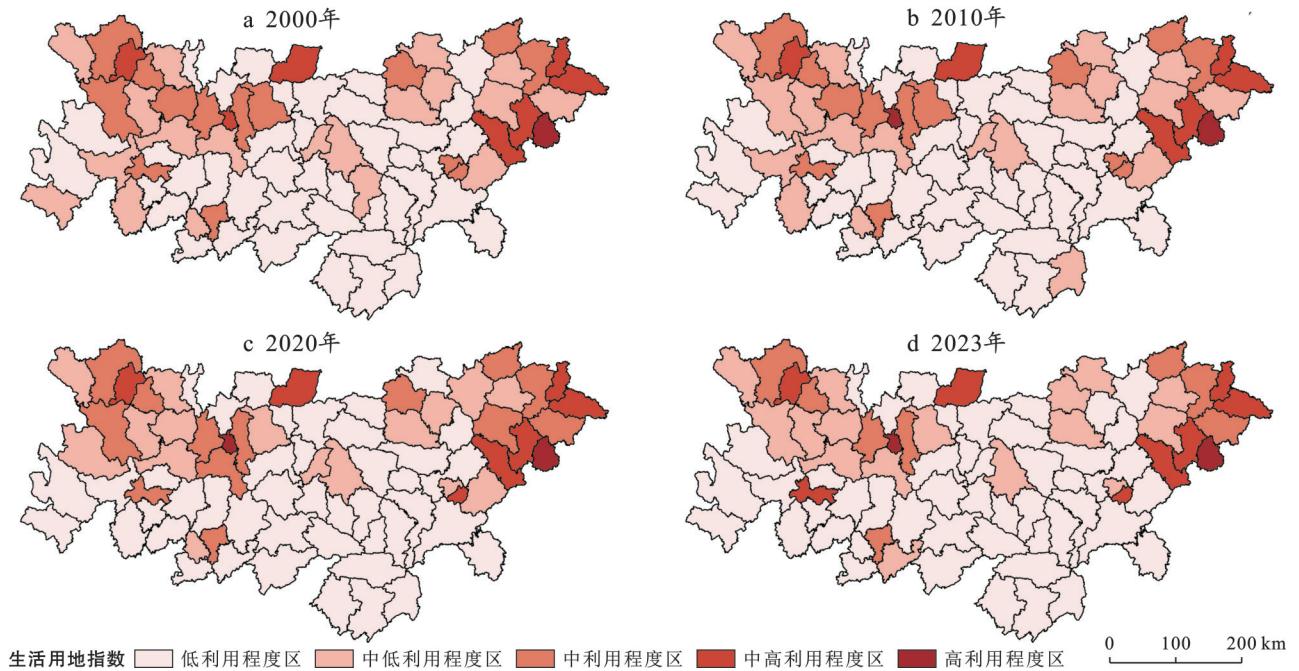 a 2000年
b 2010年
c 2020年
d 2023年
生活用地指数 低利用程度区 中低利用程度区 中利用程度区 中高利用程度区 高利用程度区
0 100 200 km